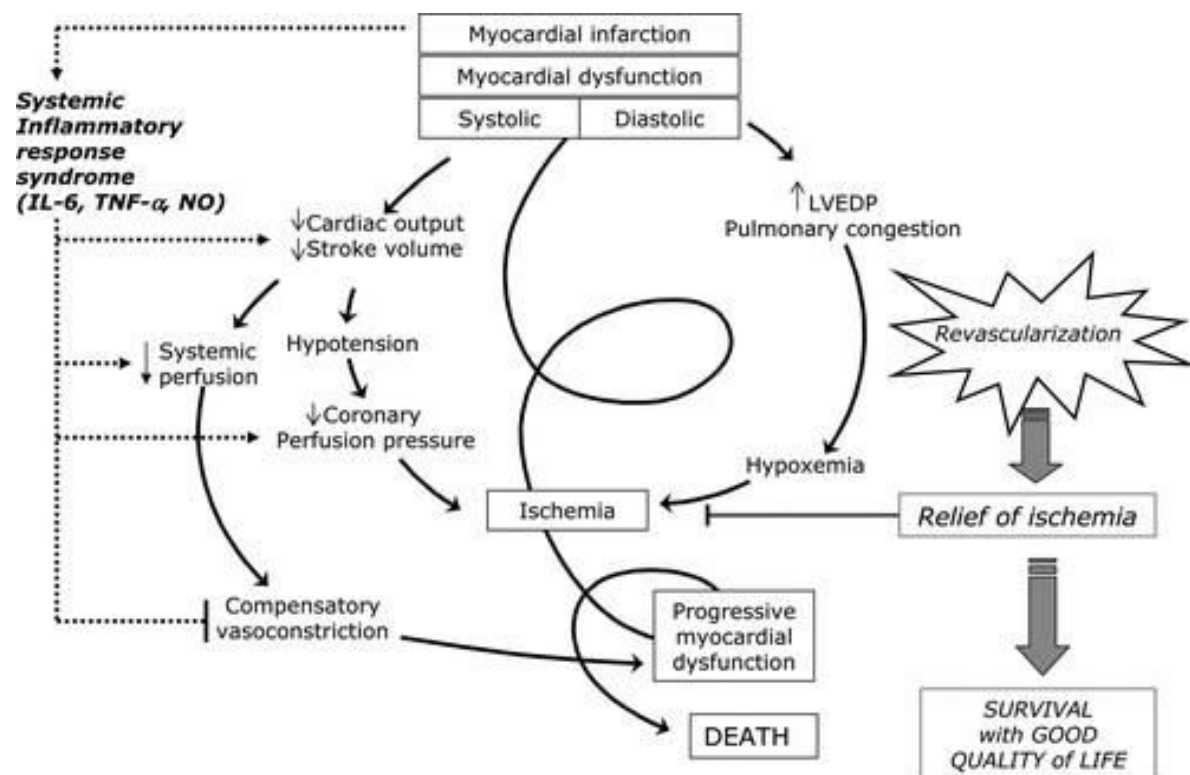 Myocardial infarction
Myocardial dysfunction
Systolic
Diastolic
Systemic
Inflammatory
response
syndrome
(IL-6, TNF-α, NO)
↓Cardiac output
↓Stroke volume
↑LVEDP
Pulmonary congestion
Revascularization
Hypotension
↓ Systemic
perfusion
↓Coronary
Perfusion pressure
Hypoxemia
Ischemia
Relief of ischemia
Compensatory
vasoconstriction
Progressive
myocardial
dysfunction
DEATH
SURVIVAL
with GOOD
QUALITY of LIFE